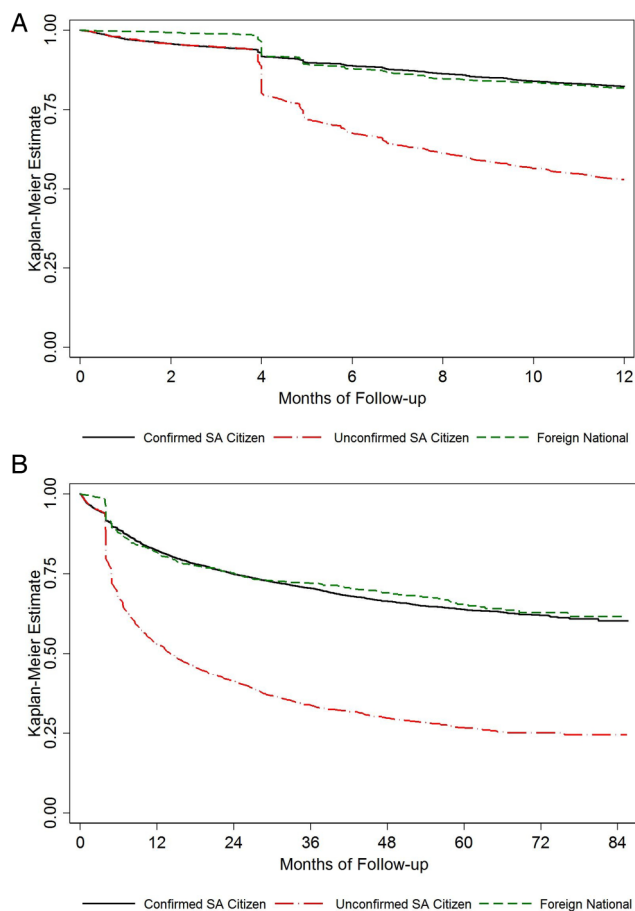 A
Kaplan-Meier Estimate
1.00
0.75
0.50
0.25
0.00
0 2 4 6 8 10 12
Months of Follow-up
Confirmed SA Citizen Unconfirmed SA Citizen Foreign National
B
Kaplan-Meier Estimate
1.00
0.75
0.50
0.25
0.00
0 12 24 36 48 60 72 84
Months of Follow-up
Confirmed SA Citizen Unconfirmed SA Citizen Foreign National